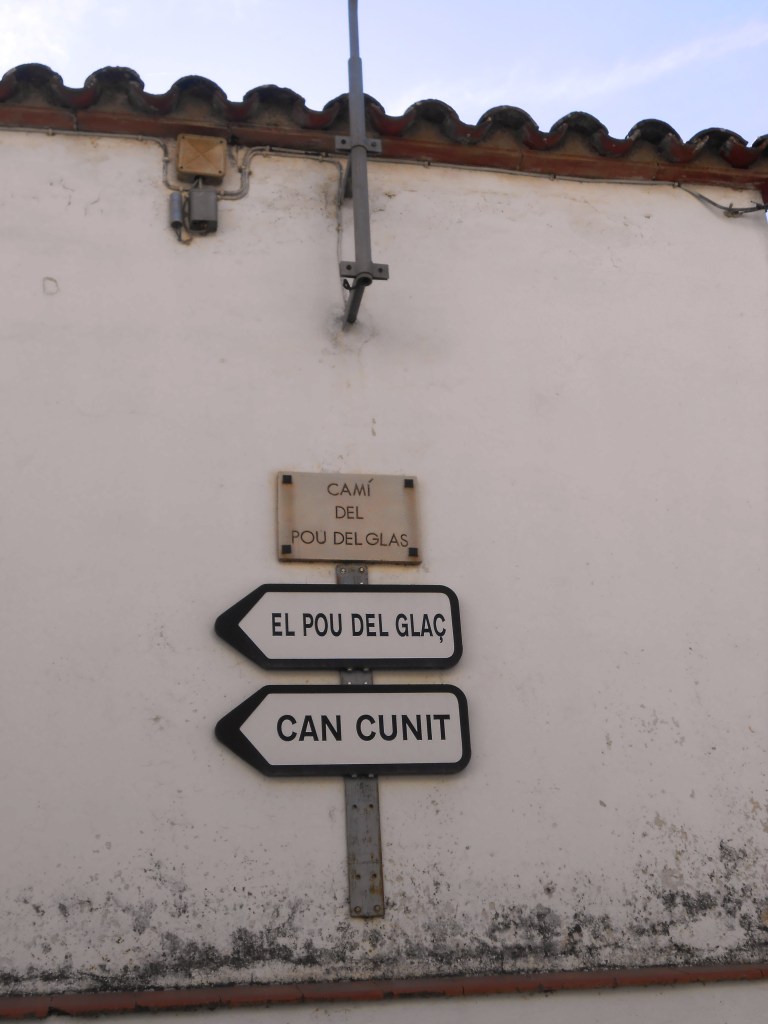 CAMÍ
DEL
POU DEL GLAS
EL POU DEL GLAÇ
CAN CUNIT